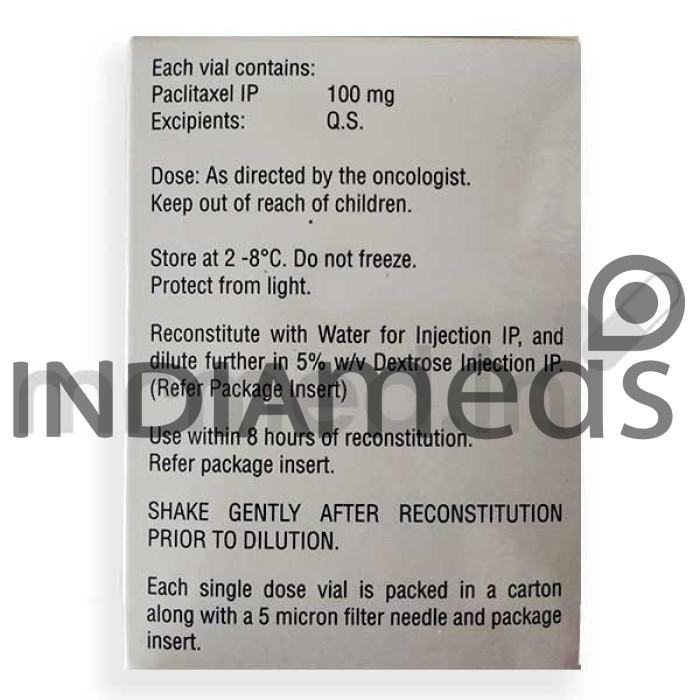 Each vial contains:
Paclitaxel IP 100 mg
Excipients: Q.S.
Dose: As directed by the oncologist.
Keep out of reach of children.
Store at 2 -8°C. Do not freeze.
Protect from light.
Reconstitute with Water for Injection IP, and
dilute further in 5% w/v Dextrose Injection IP.
(Refer Package Insert)
INDIAmeds
Use within 8 hours of reconstitution.
Refer package insert.
SHAKE GENTLY AFTER RECONSTITUTION
PRIOR TO DILUTION.
Each single dose vial is packed in a carton
along with a 5 micron filter needle and package
insert.